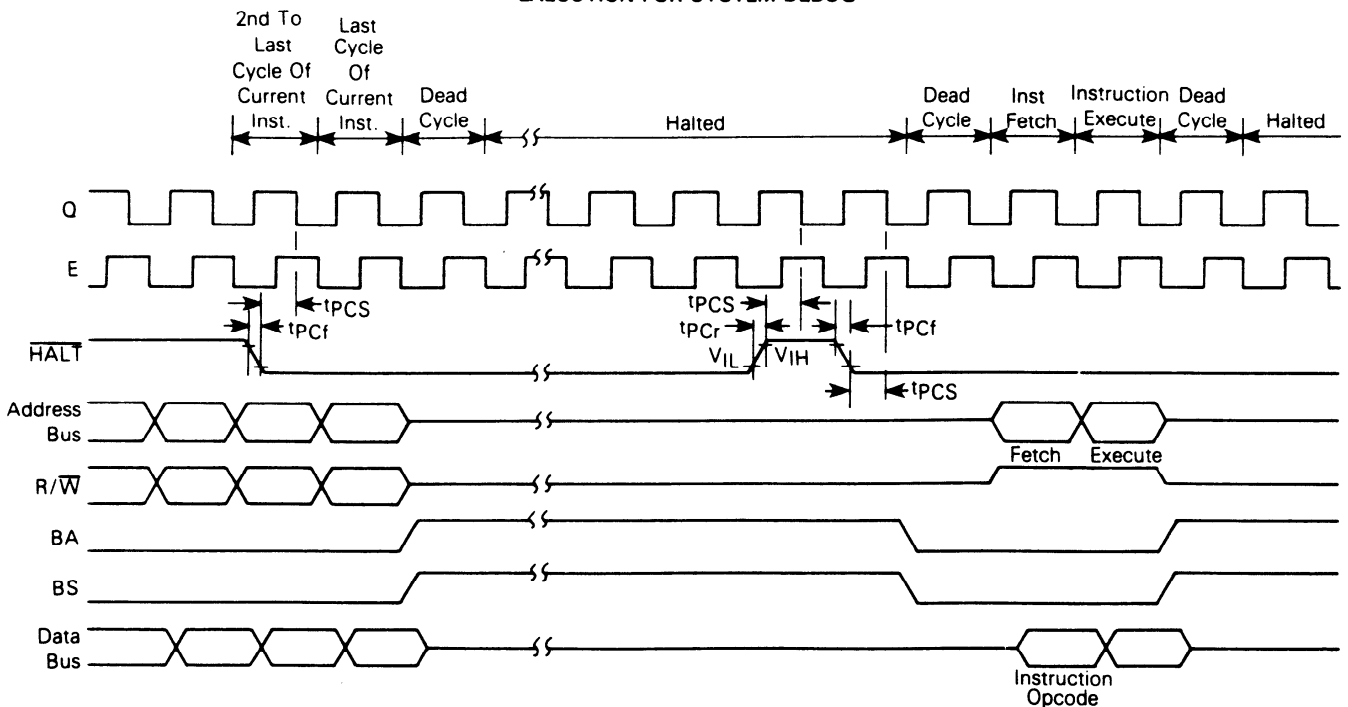 2nd To
Last
Cycle Of
Current
Inst.
Last
Cycle
Of
Current
Inst.
Dead
Cycle
Halted
Dead
Cycle
Inst
Fetch
Instruction
Execute
Dead
Cycle
Halted
Q
E
tPCS
tPCf
tPCS
tPCr
tPCf
HALT
VIL
VIH
tPCS
Address
Bus
Fetch
Execute
R/W
BA
BS
Data
Bus
Instruction
Opcode